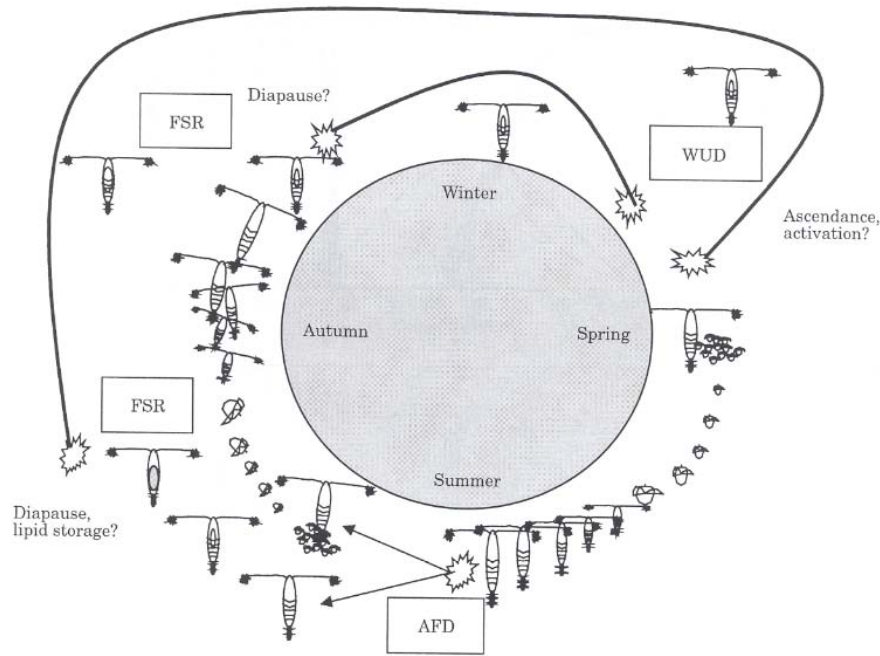 Diapause?
FSR
WUD
Winter
Ascendance,
activation?
Autumn
Spring
FSR
Summer
Diapause,
lipid storage?
AFD